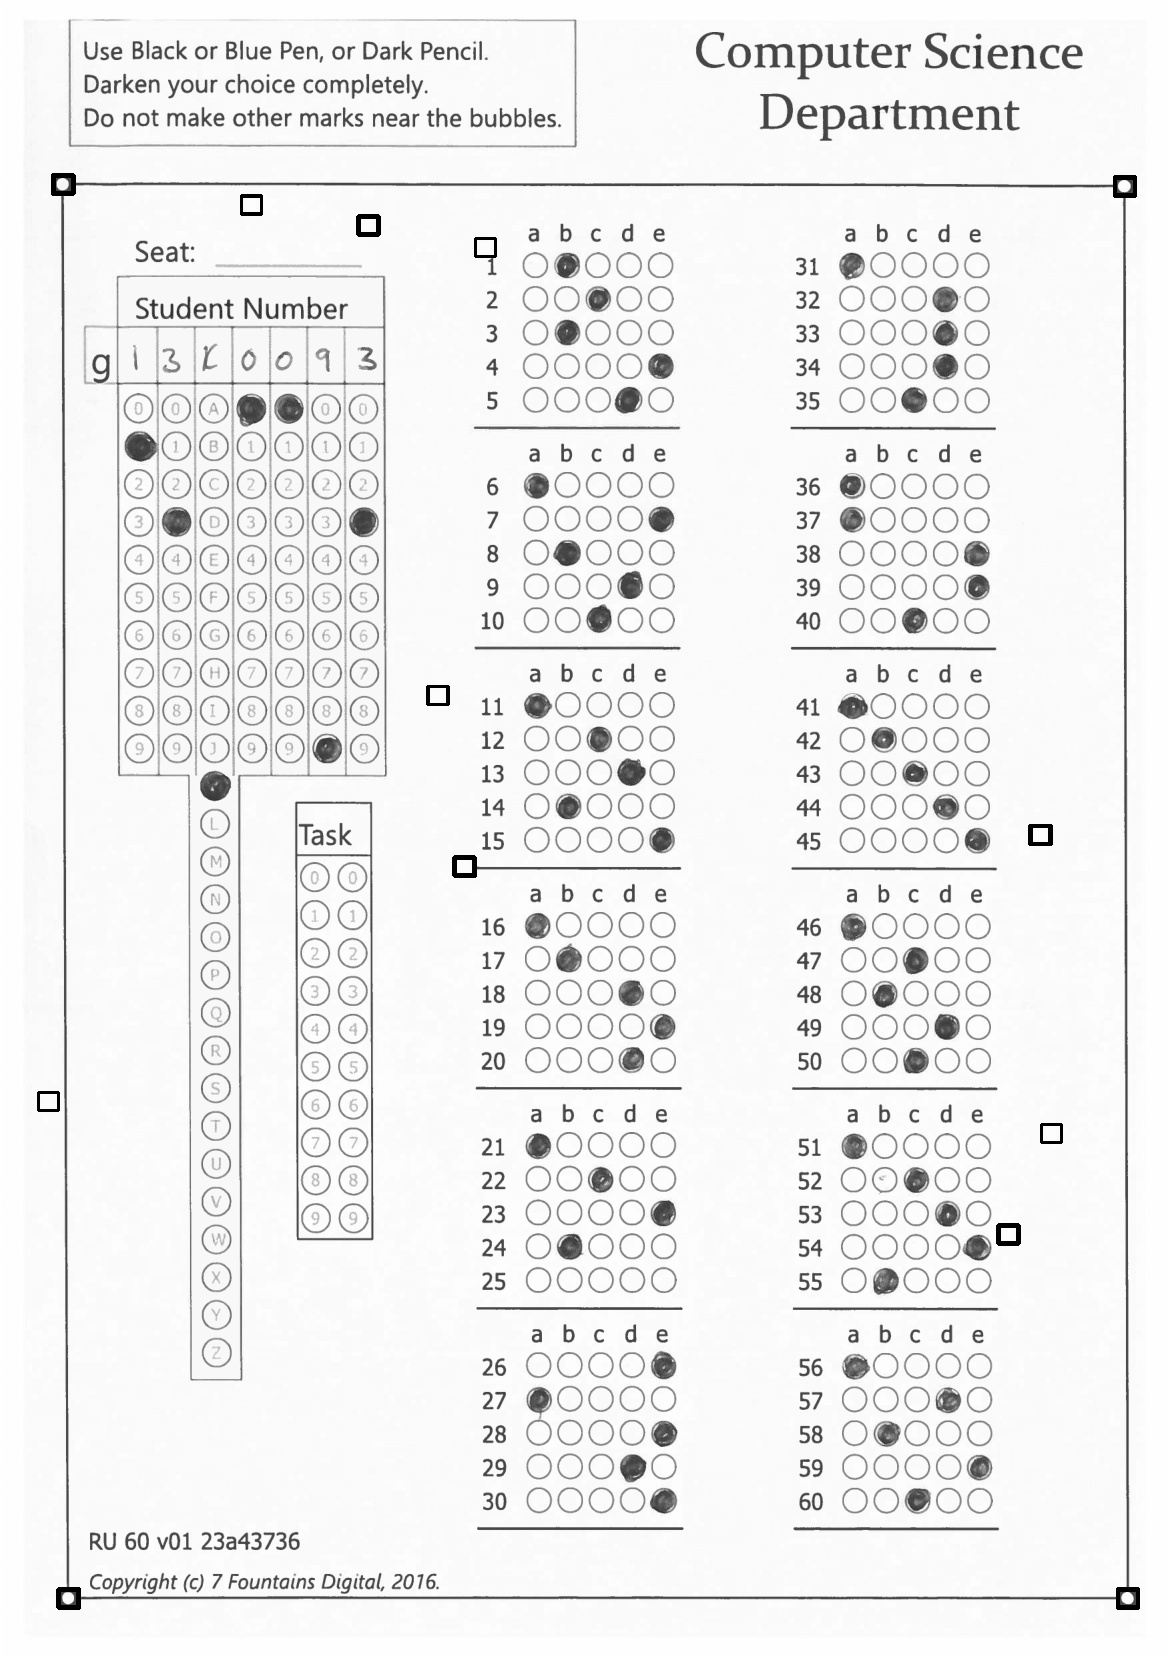 Use Black or Blue Pen, or Dark Pencil.
Darken your choice completely.
Do not make other marks near the bubbles.
Computer Science
Department
Seat:
Student Number
g 1 3 K 0 0 9 3
0 0 A 0 0
1 B 1 1 1 1
2 2 C 2 2 2 2
3 D 3 3 3
4 4 E 4 4 4 4
5 5 F 5 5 5 5
6 6 G 6 6 6 6
7 7 H 7 7 7 7
8 8 I 8 8 8 8
9 9 J 9 9 9
L
M
N
O
P
Q
R
S
T
U
V
W
X
Y
Z
Task
0 0
1 1
2 2
3 3
4 4
5 5
6 6
7 7
8 8
9 9
a b c d e
1
2
3
4
5
a b c d e
6
7
8
9
10
a b c d e
11
12
13
14
15
a b c d e
16
17
18
19
20
a b c d e
21
22
23
24
25
a b c d e
26
27
28
29
30
a b c d e
31
32
33
34
35
a b c d e
36
37
38
39
40
a b c d e
41
42
43
44
45
a b c d e
46
47
48
49
50
a b c d e
51
52
53
54
55
a b c d e
56
57
58
59
60
RU 60 v01 23a43736
Copyright (c) 7 Fountains Digital, 2016.